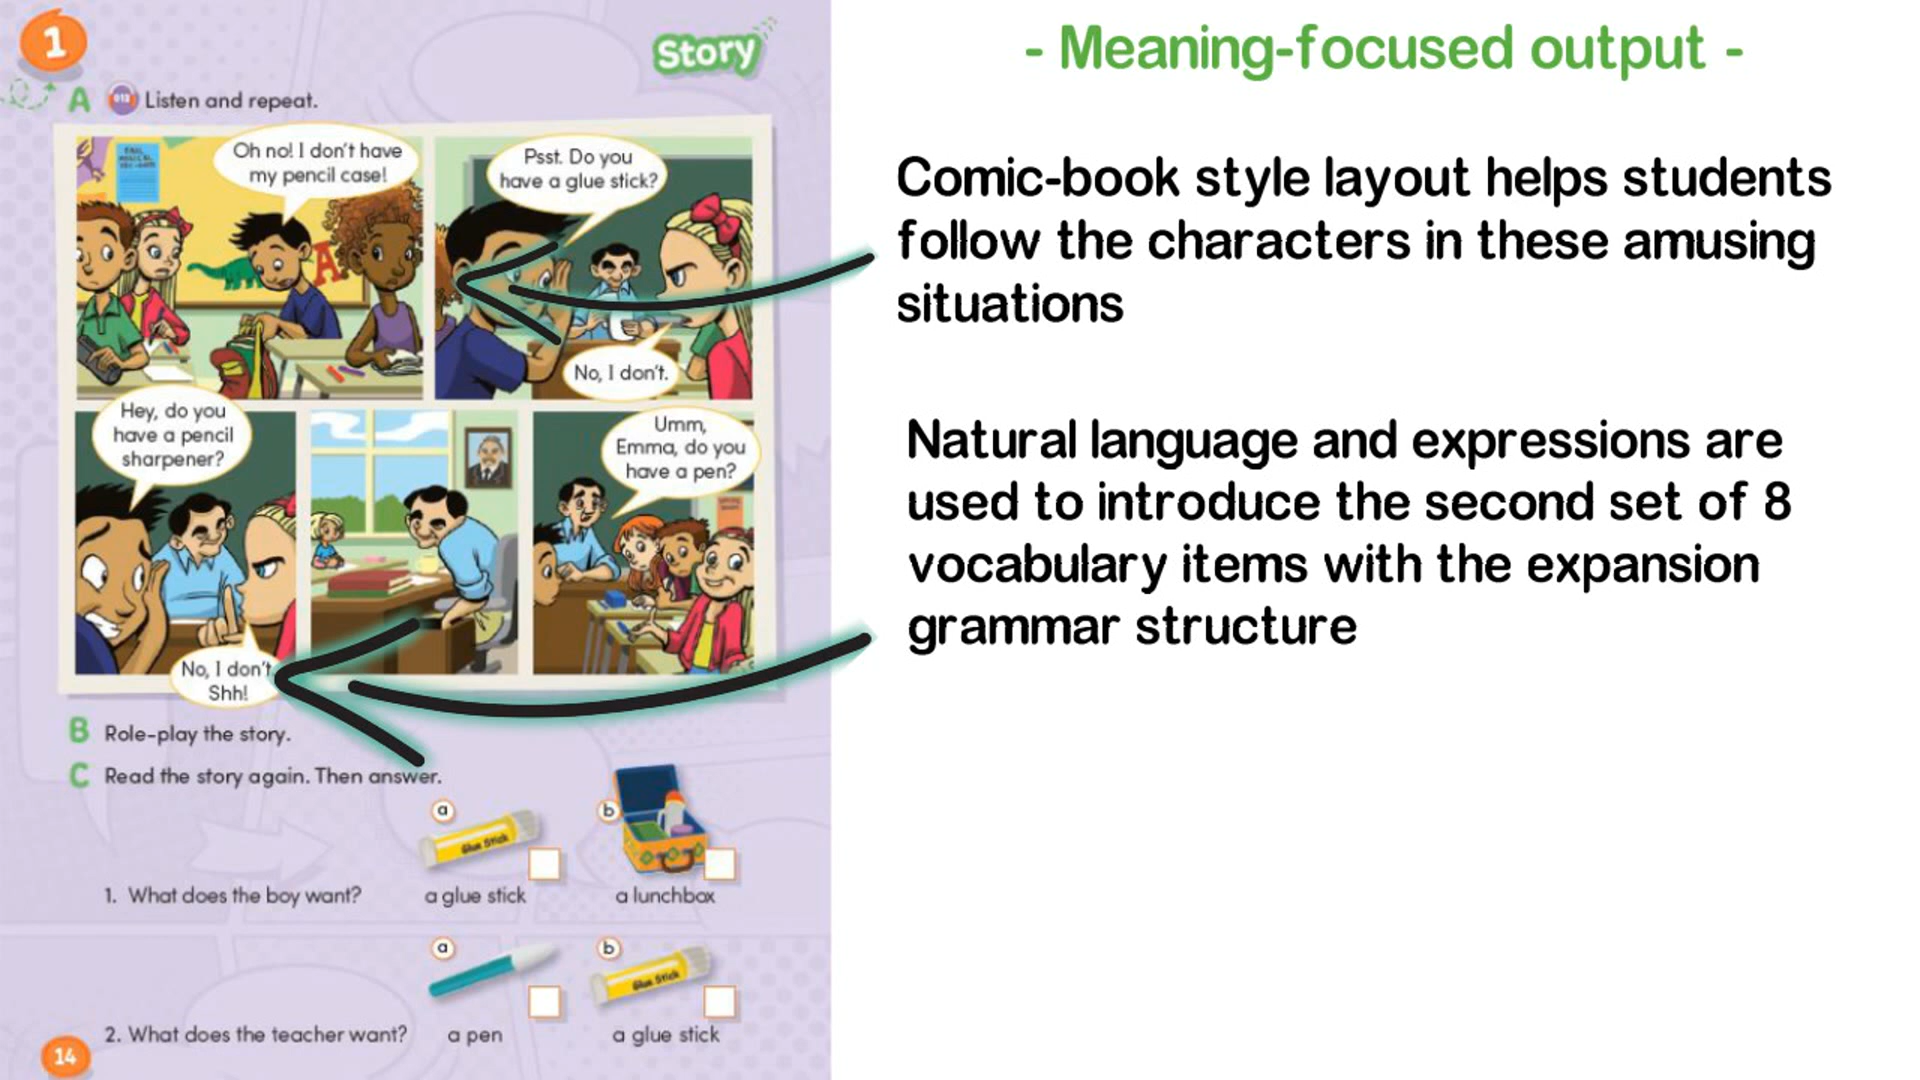 1
Story
A 012 Listen and repeat.
Oh no! I don't have
my pencil case!
Psst. Do you
have a glue stick?
No, I don't.
Hey, do you
have a pencil
sharpener?
No, I don't
Shh!
Umm,
Emma, do you
have a pen?
B Role-play the story.
C Read the story again. Then answer.
a
Glue Stick
b
1. What does the boy want?
a glue stick
a lunchbox
a
b
Glue Stick
2. What does the teacher want?
a pen
a glue stick
14
- Meaning-focused output -
Comic-book style layout helps students
follow the characters in these amusing
situations
Natural language and expressions are
used to introduce the second set of 8
vocabulary items with the expansion
grammar structure